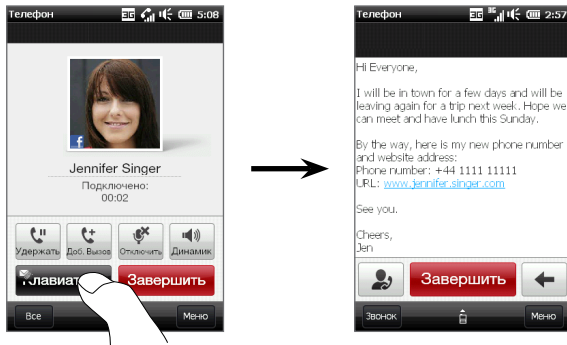 Телефон 3G 5:08
Jennifer Singer
Подключено:
00:02
Удержать Доб. Вызов Отключить Динамик
Завершить
Все Меню
Телефон 3G 2:57
Hi Everyone,
I will be in town for a few days and will be
leaving again for a trip next week. Hope we
can meet and have lunch this Sunday.
By the way, here is my new phone number
and website address:
Phone number: +44 1111 11111
URL: www.jennifer.singer.com
See you.
Cheers,
Jen
Завершить
Звонок Меню